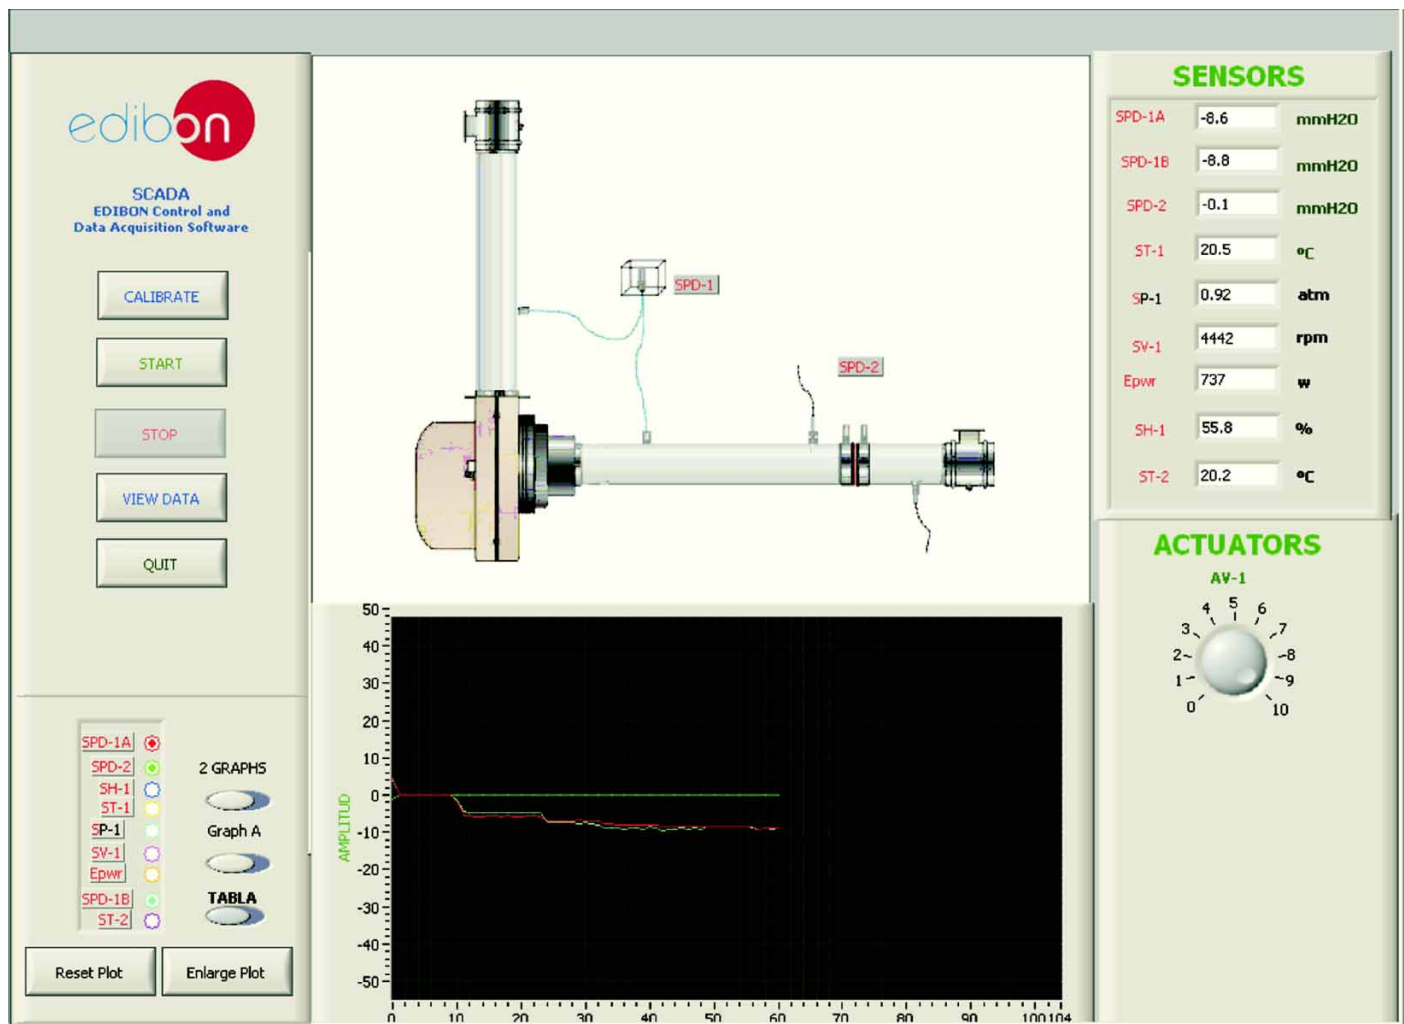 edibon
SCADA
EDIBON Control and
Data Acquisition Software
CALIBRATE
START
STOP
VIEW DATA
QUIT
SPD-1A
SPD-2
SH-1
ST-1
SP-1
SV-1
Epwr
SPD-1B
ST-2
2 GRAPHS
Graph A
TABLA
Reset Plot
Enlarge Plot
SPD-1
SPD-2
50
40
30
20
10
0
-10
-20
-30
-40
-50
AMPLITUD
0 10 20 30 40 50 60 70 80 90 100 104
SENSORS
SPD-1A -8.6 mmH2O
SPD-1B -8.8 mmH2O
SPD-2 -0.1 mmH2O
ST-1 20.5 ºC
SP-1 0.92 atm
SV-1 4442 rpm
Epwr 737 w
SH-1 55.8 %
ST-2 20.2 ºC
ACTUATORS
AV-1
0 1 2 3 4 5 6 7 8 9 10